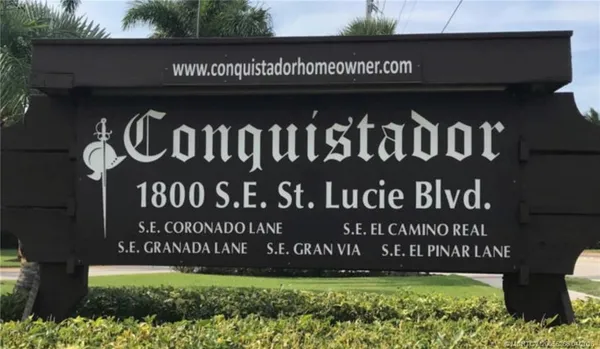 www.conquistadorhomeowner.com
Conquistador
1800 S.E. St. Lucie Blvd.
S.E. CORONADO LANE S.E. EL CAMINO REAL
S.E. GRANADA LANE S.E. GRAN VIA S.E. EL PINAR LANE